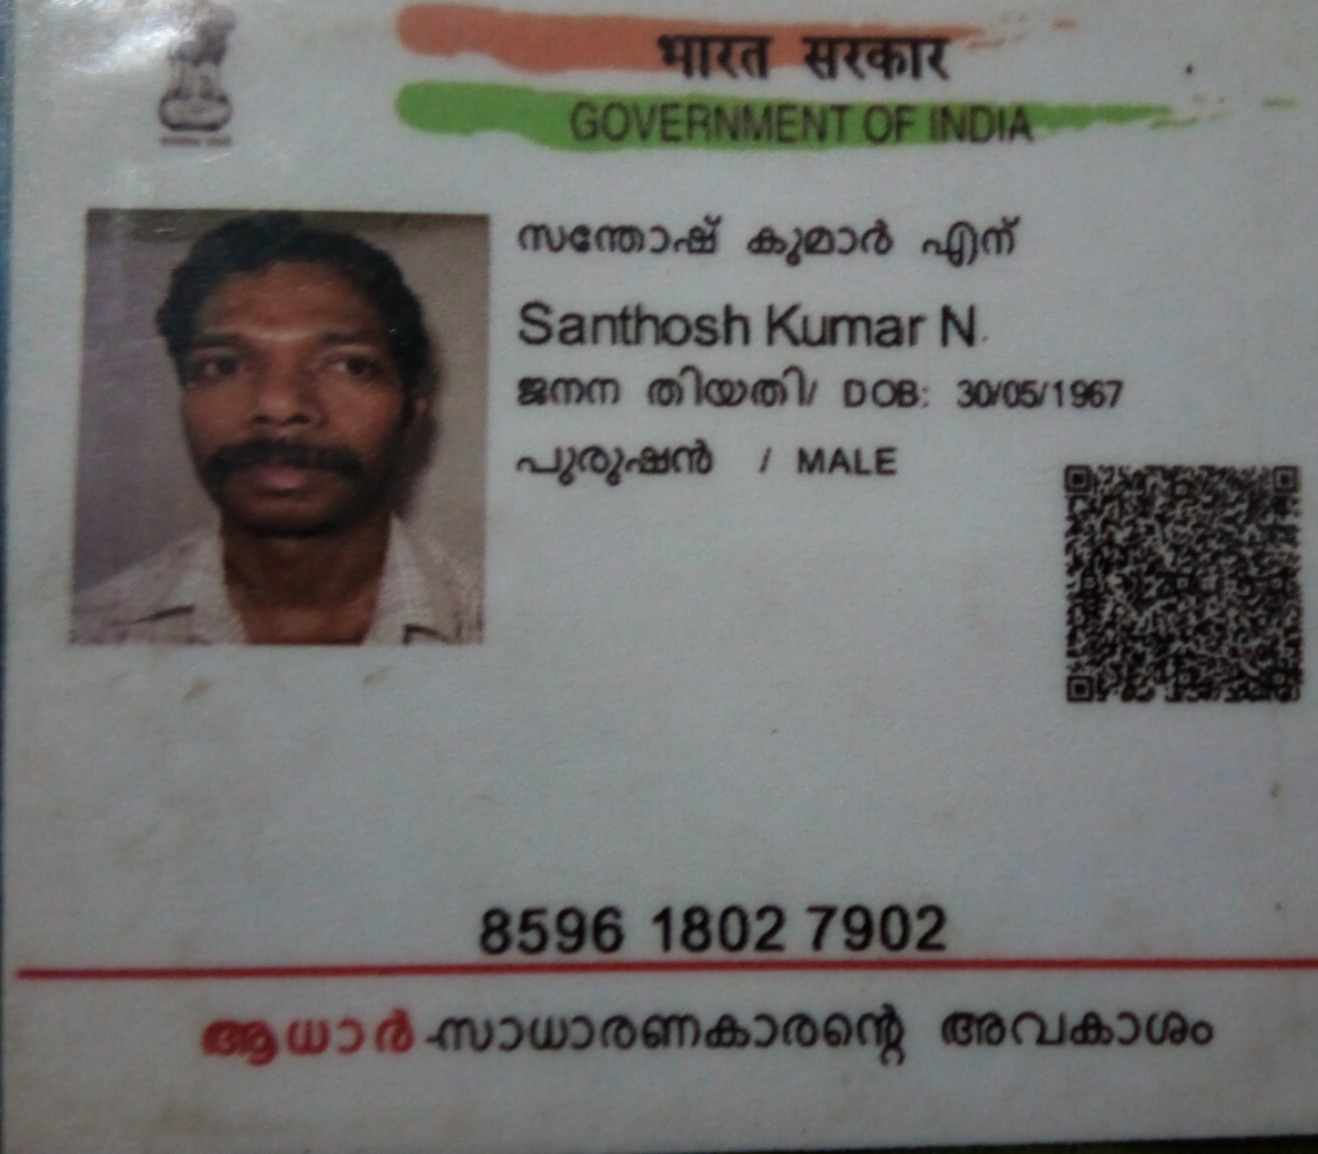 भारत सरकार
GOVERNMENT OF INDIA
സന്തോഷ് കുമാർ എന്
Santhosh Kumar N
ജനന തിയതി/ DOB: 30/05/1967
പുരുഷൻ / MALE
8596 1802 7902
ആധാർ-സാധാരണകാരന്റെ അവകാശം